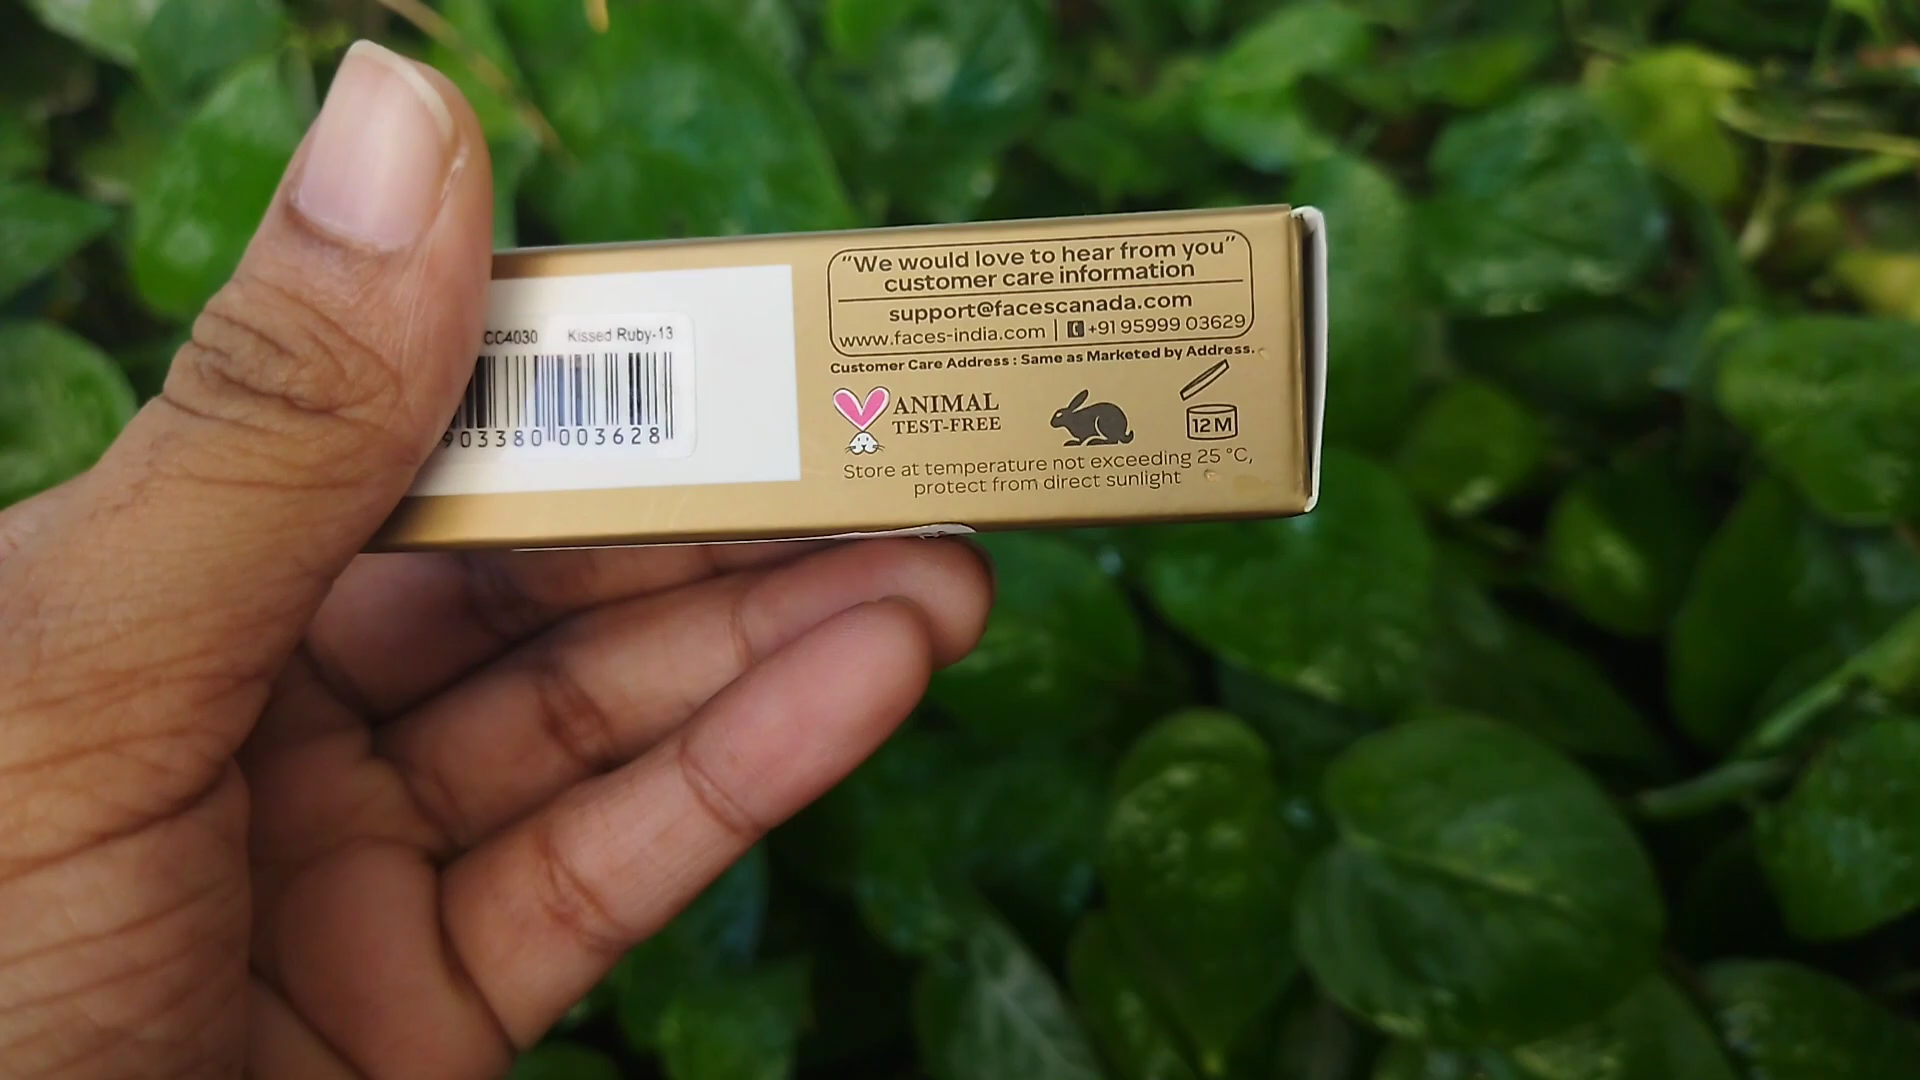 CC4030 Kissed Ruby-13
903380 003628
"We would love to hear from you"
customer care information
support@facescanada.com
www.faces-india.com | +91 95999 03629
Customer Care Address : Same as Marketed by Address.
ANIMAL
TEST-FREE
12 M
Store at temperature not exceeding 25 °C,
protect from direct sunlight